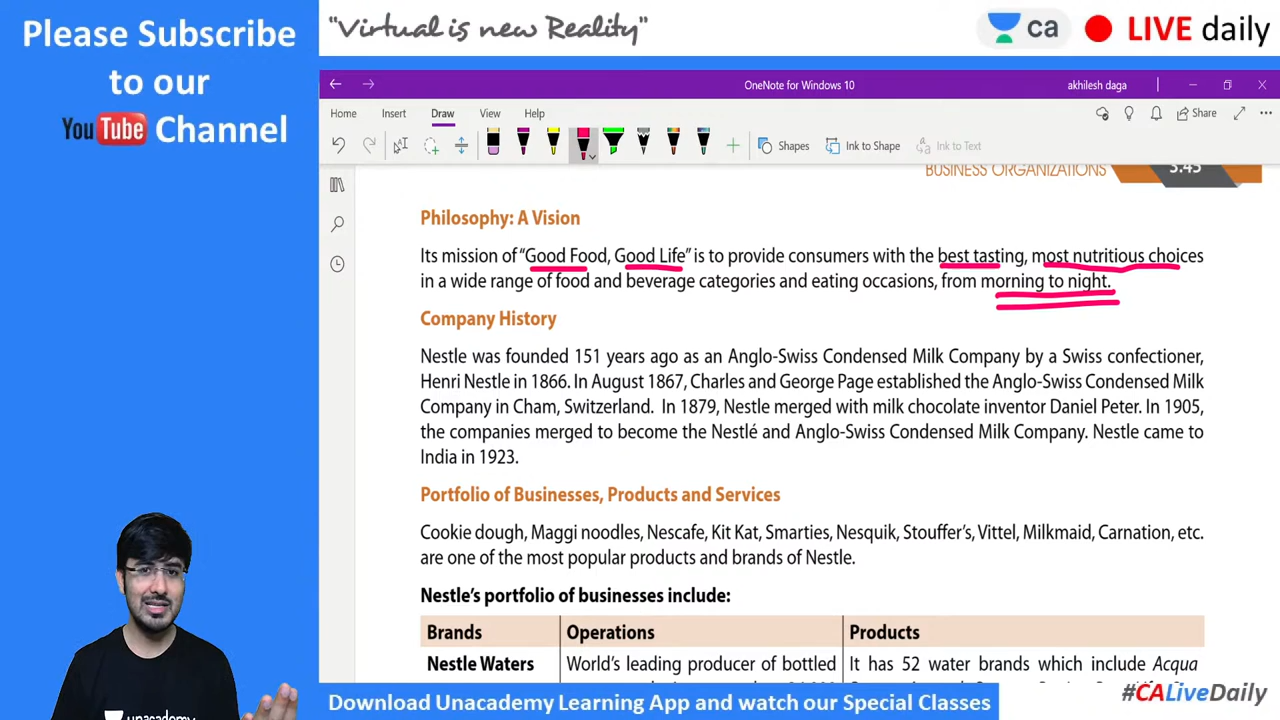 Please Subscribe
to our
YouTube Channel
"Virtual is new Reality"
ca
LIVE daily
OneNote for Windows 10
akhilesh daga
Home Insert Draw View Help
Share
Shapes
Ink to Shape
Ink to Text
BUSINESS ORGANIZATIONS
3.45
Philosophy: A Vision
Its mission of “Good Food, Good Life” is to provide consumers with the best tasting, most nutritious choices
in a wide range of food and beverage categories and eating occasions, from morning to night.
Company History
Nestle was founded 151 years ago as an Anglo-Swiss Condensed Milk Company by a Swiss confectioner,
Henri Nestle in 1866. In August 1867, Charles and George Page established the Anglo-Swiss Condensed Milk
Company in Cham, Switzerland. In 1879, Nestle merged with milk chocolate inventor Daniel Peter. In 1905,
the companies merged to become the Nestlé and Anglo-Swiss Condensed Milk Company. Nestle came to
India in 1923.
Portfolio of Businesses, Products and Services
Cookie dough, Maggi noodles, Nescafe, Kit Kat, Smarties, Nesquik, Stouffer’s, Vittel, Milkmaid, Carnation, etc.
are one of the most popular products and brands of Nestle.
Nestle’s portfolio of businesses include:
Brands Operations Products
Nestle Waters World’s leading producer of bottled It has 52 water brands which include Acqua
unacademy
Download Unacademy Learning App and watch our Special Classes
#CALiveDaily